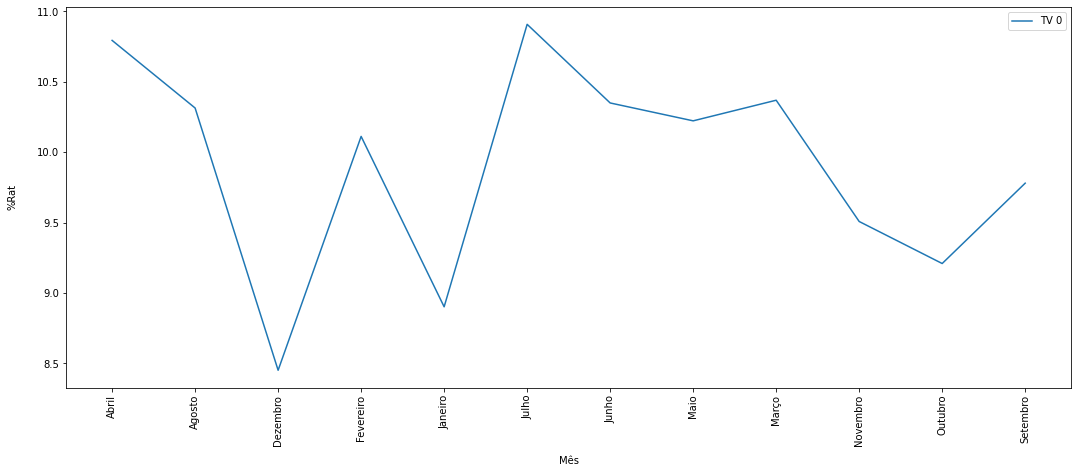 TV 0
11.0
10.5
10.0
9.5
9.0
8.5
%Rat
Abril
Agosto
Dezembro
Fevereiro
Janeiro
Julho
Junho
Maio
Março
Novembro
Outubro
Setembro
Mês